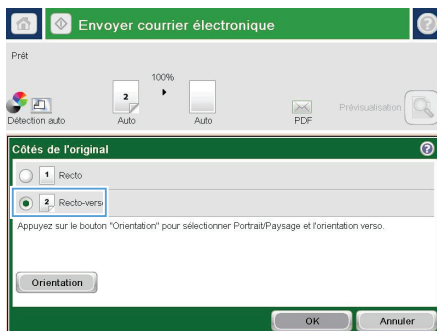 Envoyer courrier électronique
Prêt
100%
2
Détection auto
Auto
Auto
PDF
Prévisualisation
Côtés de l'original
1 Recto
2 Recto-verso
Appuyez sur le bouton "Orientation" pour sélectionner Portrait/Paysage et l'orientation verso.
Orientation
OK
Annuler